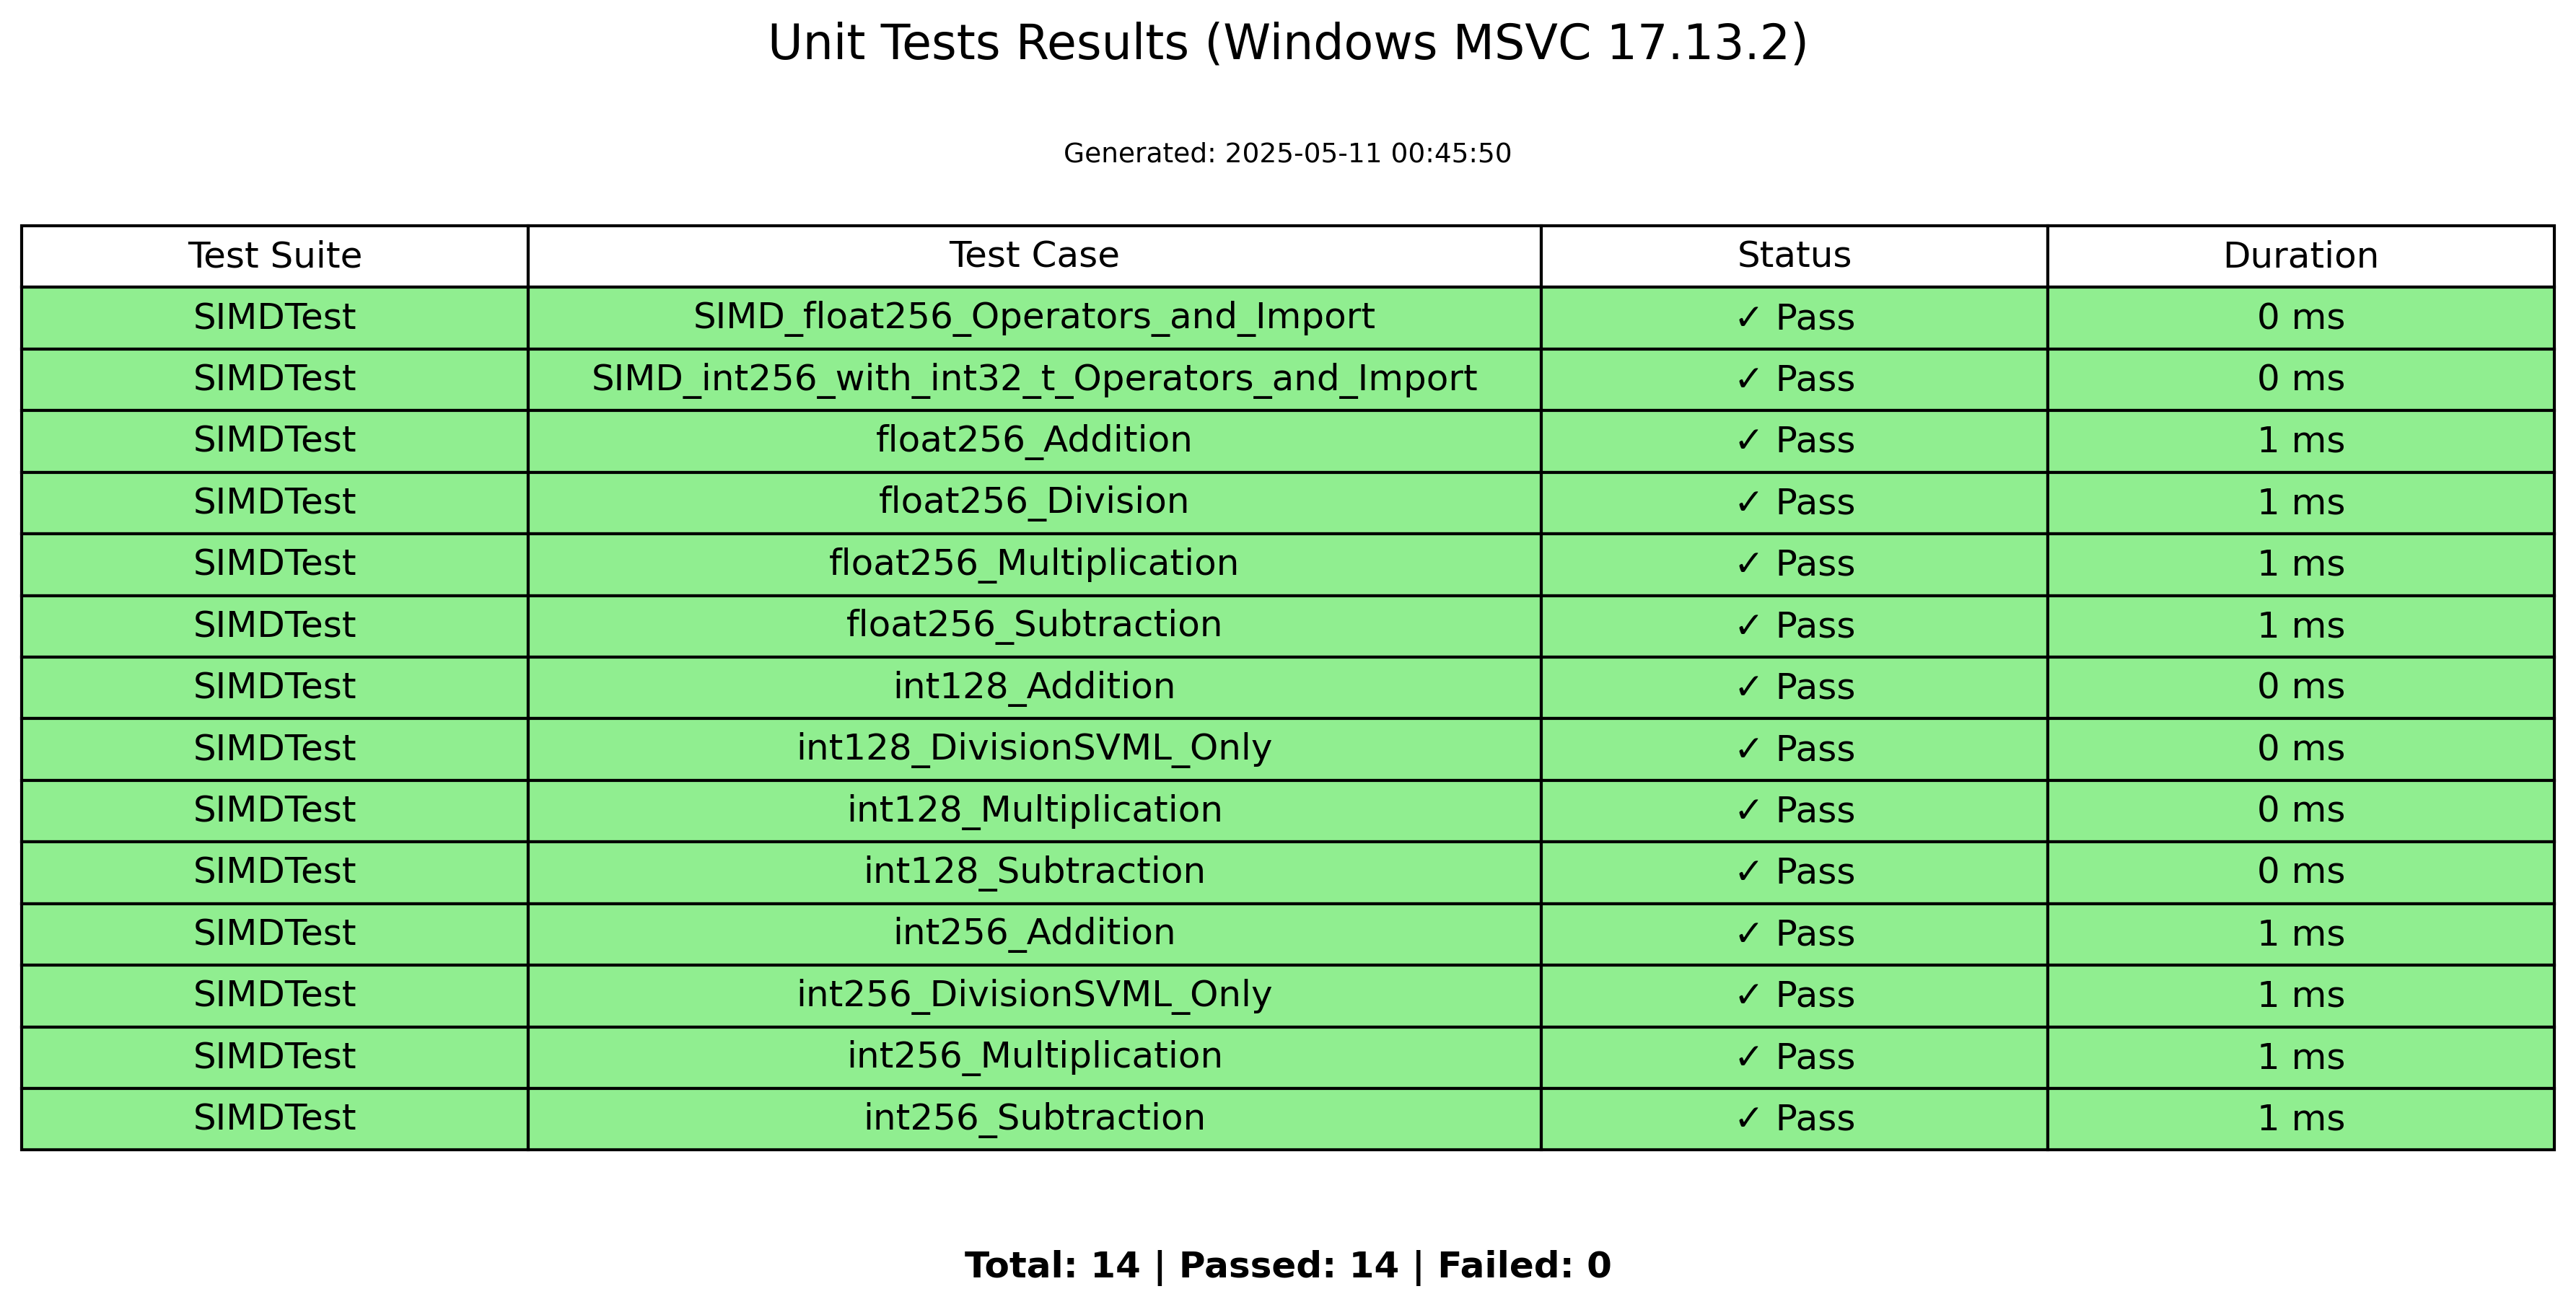 Unit Tests Results (Windows MSVC 17.13.2)
Generated: 2025-05-11 00:45:50
Test Suite Test Case Status Duration
SIMDTest SIMD_float256_Operators_and_Import ✓ Pass 0 ms
SIMDTest SIMD_int256_with_int32_t_Operators_and_Import ✓ Pass 0 ms
SIMDTest float256_Addition ✓ Pass 1 ms
SIMDTest float256_Division ✓ Pass 1 ms
SIMDTest float256_Multiplication ✓ Pass 1 ms
SIMDTest float256_Subtraction ✓ Pass 1 ms
SIMDTest int128_Addition ✓ Pass 0 ms
SIMDTest int128_DivisionSVML_Only ✓ Pass 0 ms
SIMDTest int128_Multiplication ✓ Pass 0 ms
SIMDTest int128_Subtraction ✓ Pass 0 ms
SIMDTest int256_Addition ✓ Pass 1 ms
SIMDTest int256_DivisionSVML_Only ✓ Pass 1 ms
SIMDTest int256_Multiplication ✓ Pass 1 ms
SIMDTest int256_Subtraction ✓ Pass 1 ms
Total: 14 | Passed: 14 | Failed: 0